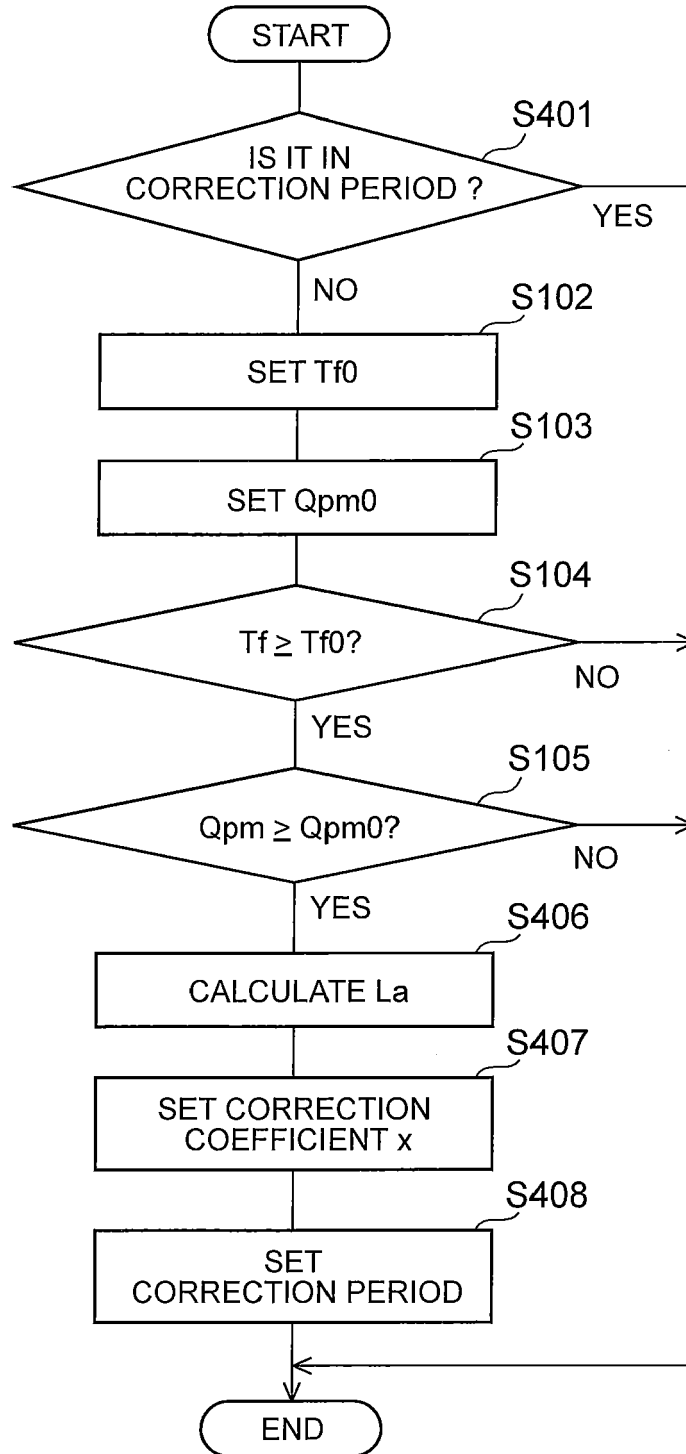 START
S401
IS IT IN
CORRECTION PERIOD ?
YES
NO
S102
SET Tf0
S103
SET Qpm0
S104
Tf ≥ Tf0?
NO
YES
S105
Qpm ≥ Qpm0?
NO
YES
S406
CALCULATE La
S407
SET CORRECTION
COEFFICIENT x
S408
SET
CORRECTION PERIOD
END